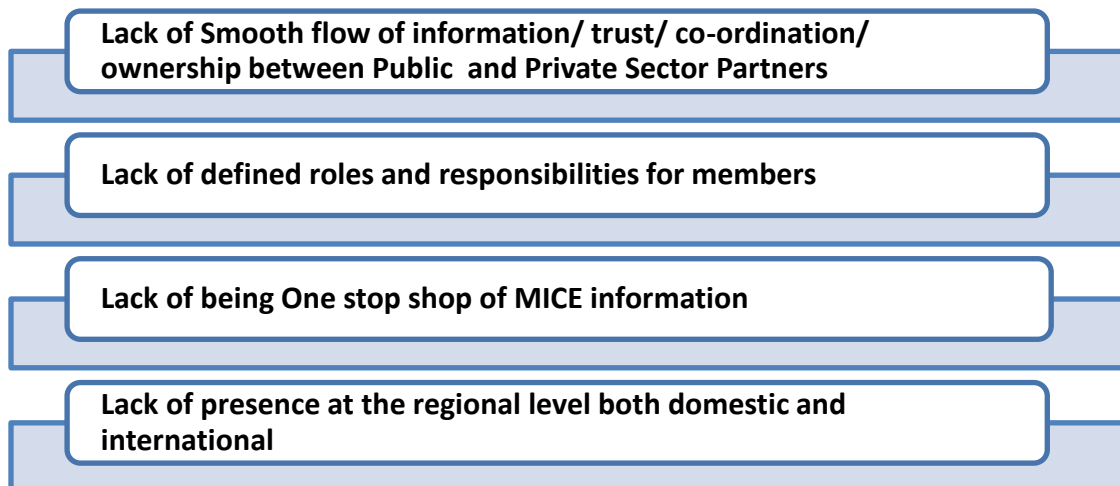 Lack of Smooth flow of information/ trust/ co-ordination/
ownership between Public  and Private Sector Partners
Lack of defined roles and responsibilities for members
Lack of being One stop shop of MICE information
Lack of presence at the regional level both domestic and
international